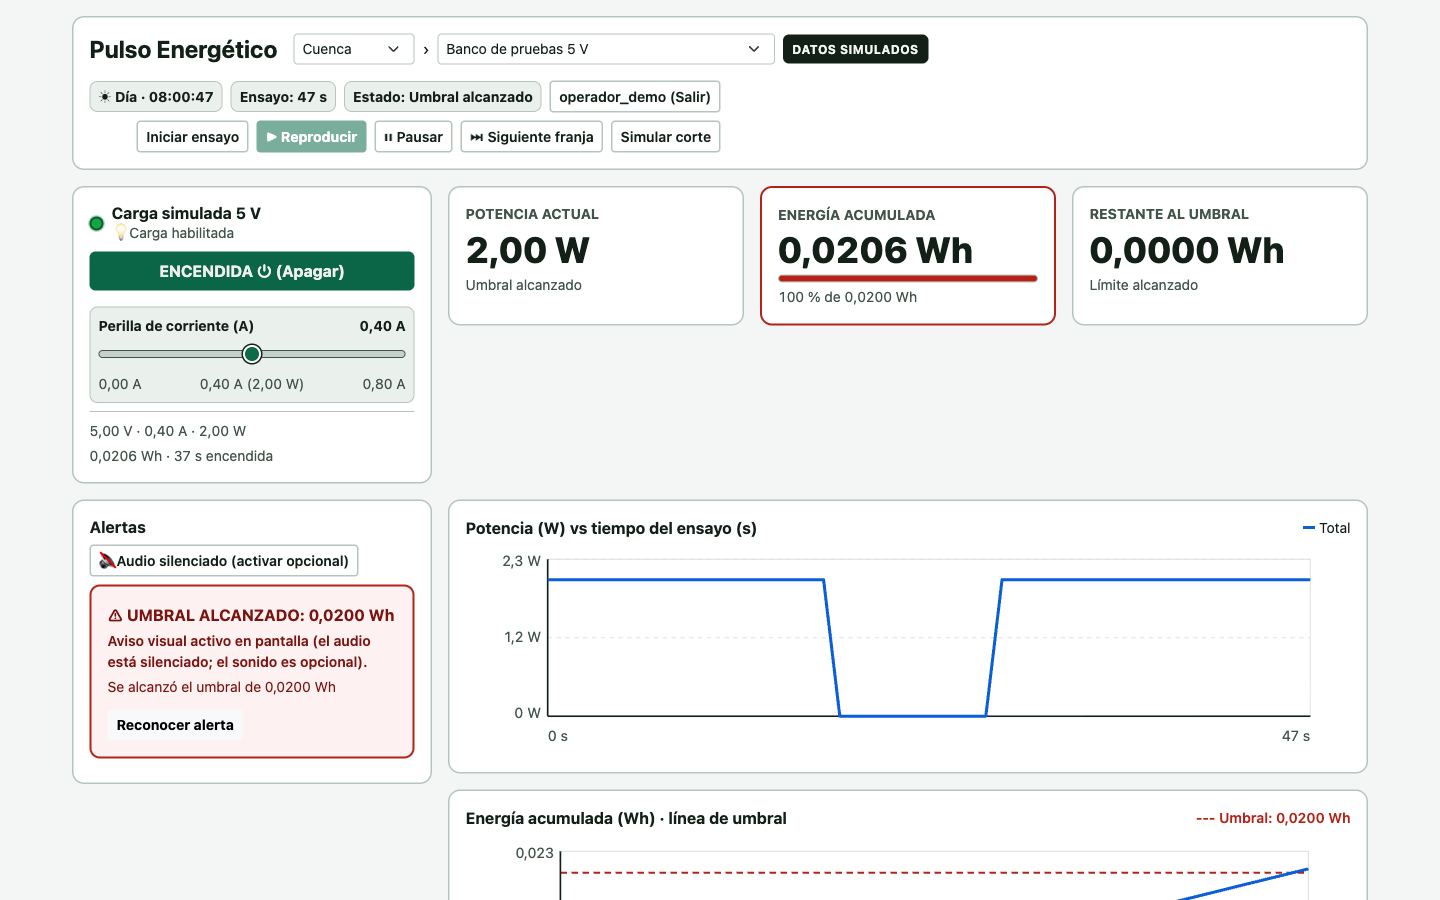 Pulso Energético
Cuenca
›
Banco de pruebas 5 V
DATOS SIMULADOS
Día · 08:00:47
Ensayo: 47 s
Estado: Umbral alcanzado
operador_demo (Salir)
Iniciar ensayo
Reproducir
Pausar
Siguiente franja
Simular corte
Carga simulada 5 V
Carga habilitada
ENCENDIDA (Apagar)
Perilla de corriente (A) 0,40 A
0,00 A 0,40 A (2,00 W) 0,80 A
5,00 V · 0,40 A · 2,00 W
0,0206 Wh · 37 s encendida
POTENCIA ACTUAL
2,00 W
Umbral alcanzado
ENERGÍA ACUMULADA
0,0206 Wh
100 % de 0,0200 Wh
RESTANTE AL UMBRAL
0,0000 Wh
Límite alcanzado
Alertas
Audio silenciado (activar opcional)
UMBRAL ALCANZADO: 0,0200 Wh
Aviso visual activo en pantalla (el audio
está silenciado; el sonido es opcional).
Se alcanzó el umbral de 0,0200 Wh
Reconocer alerta
Potencia (W) vs tiempo del ensayo (s)
Total
2,3 W
1,2 W
0 W
0 s
47 s
Energía acumulada (Wh) · línea de umbral
--- Umbral: 0,0200 Wh
0,023